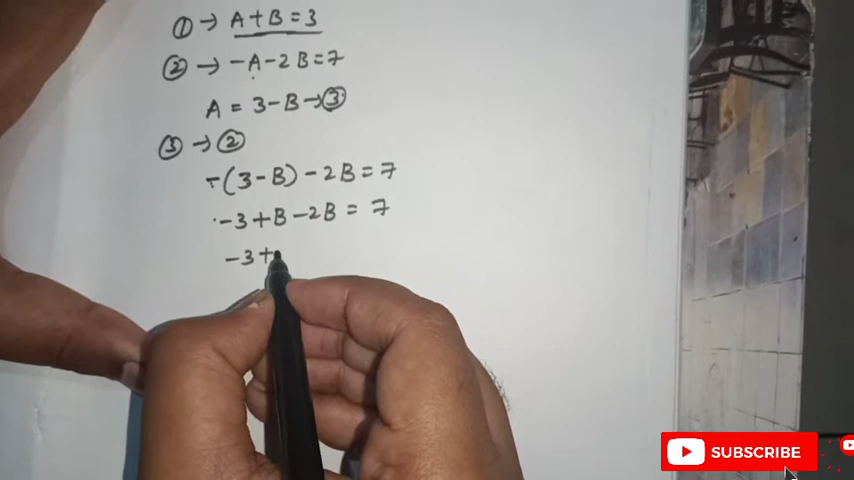 ① → A + B = 3
② → -A - 2B = 7
A = 3 - B → ③
③ → ②
-(3 - B) - 2B = 7
-3 + B - 2B = 7
-3 +
SUBSCRIBE